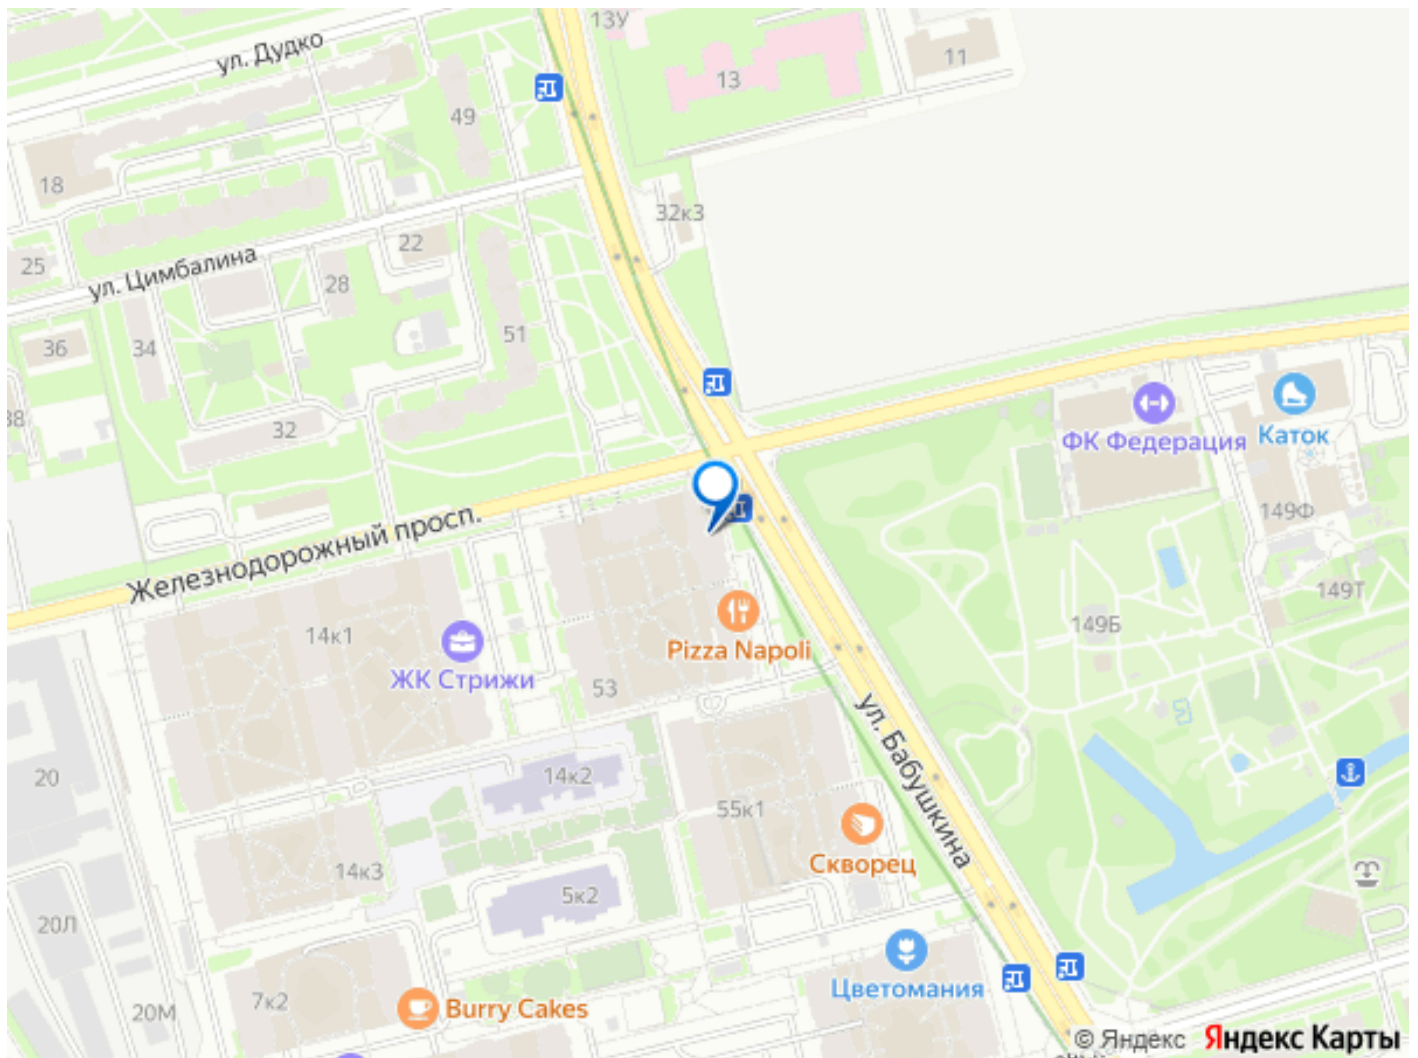 13У
ул. Дудко
13
11
49
18
32к3
22
25
ул. Цимбалина
28
51
36
34
38
32
ФК Федерация
Каток
149Ф
Железнодорожный просп.
149Т
14к1
Pizza Napoli
149Б
ЖК Стрижи
53
ул. Бабушкина
20
14к2
55к1
Скворец
14к3
5к2
20Л
Цветомания
7к2
Burry Cakes
20М
© Яндекс Яндекс Карты